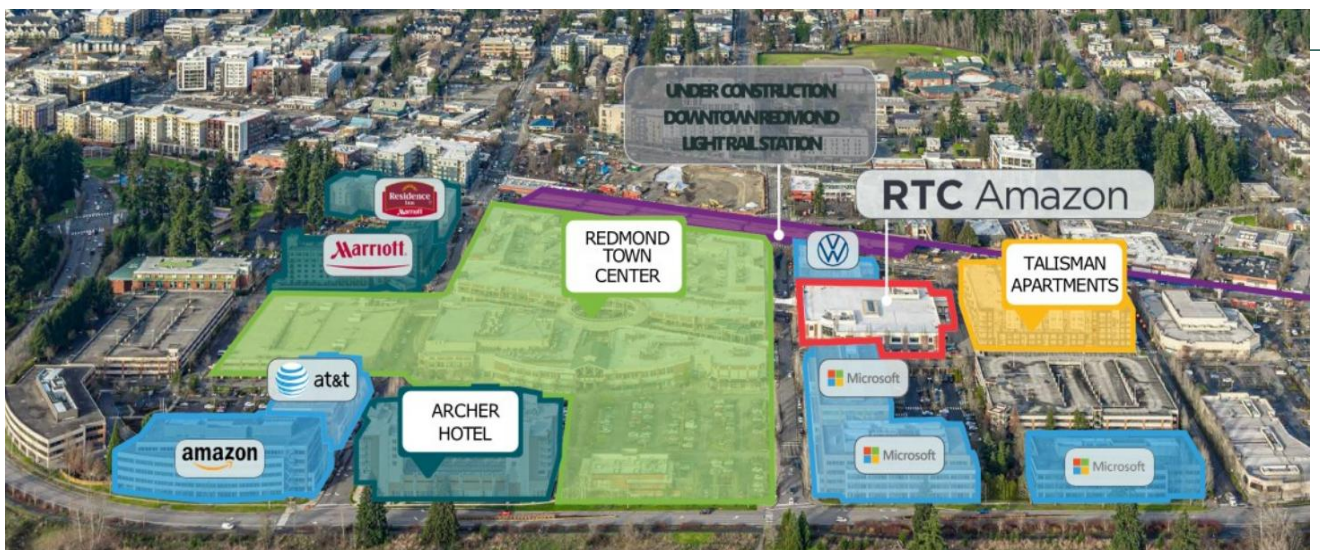 UNDER CONSTRUCTION
DOWNTOWN REDMOND
LIGHT RAIL STATION
RTC Amazon
Residence
Inn
Marriott
Marriott
REDMOND
TOWN
CENTER
TALISMAN
APARTMENTS
at&t
Microsoft
ARCHER
HOTEL
amazon
Microsoft
Microsoft